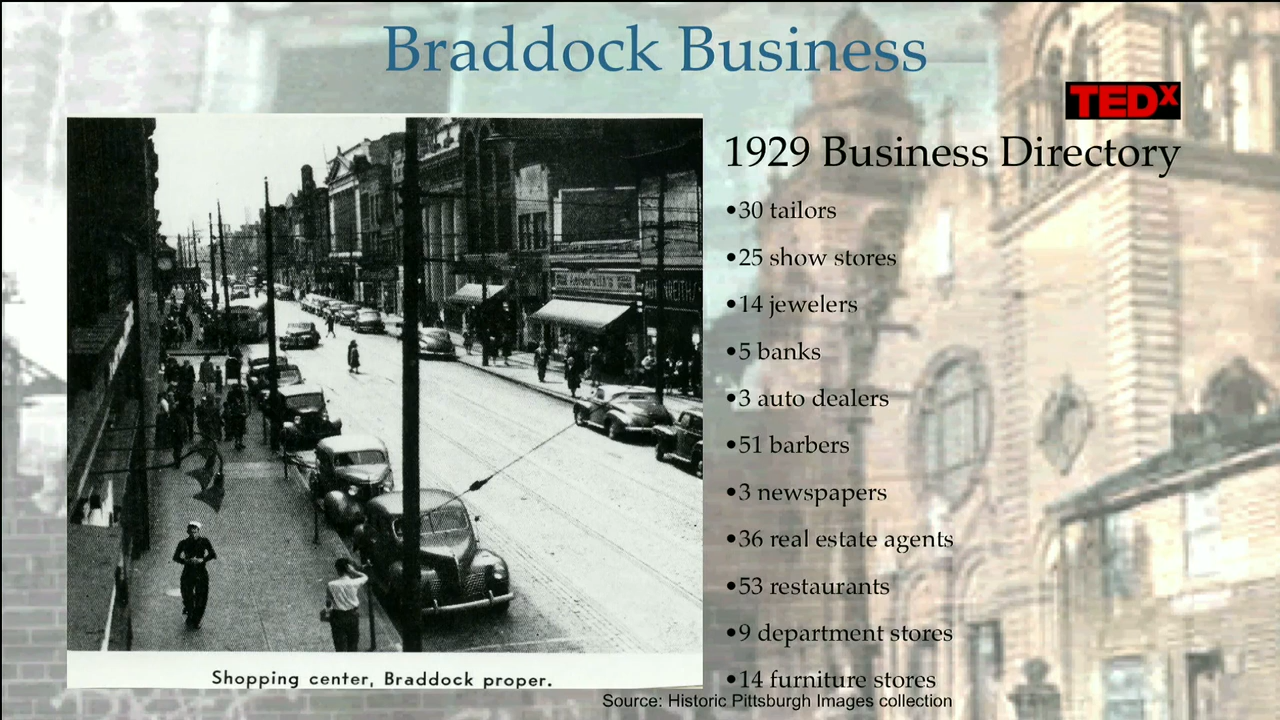 Braddock Business
TEDx
1929 Business Directory
•30 tailors
•25 show stores
•14 jewelers
•5 banks
•3 auto dealers
•51 barbers
•3 newspapers
•36 real estate agents
•53 restaurants
•9 department stores
•14 furniture stores
Shopping center, Braddock proper.
Source: Historic Pittsburgh Images collection